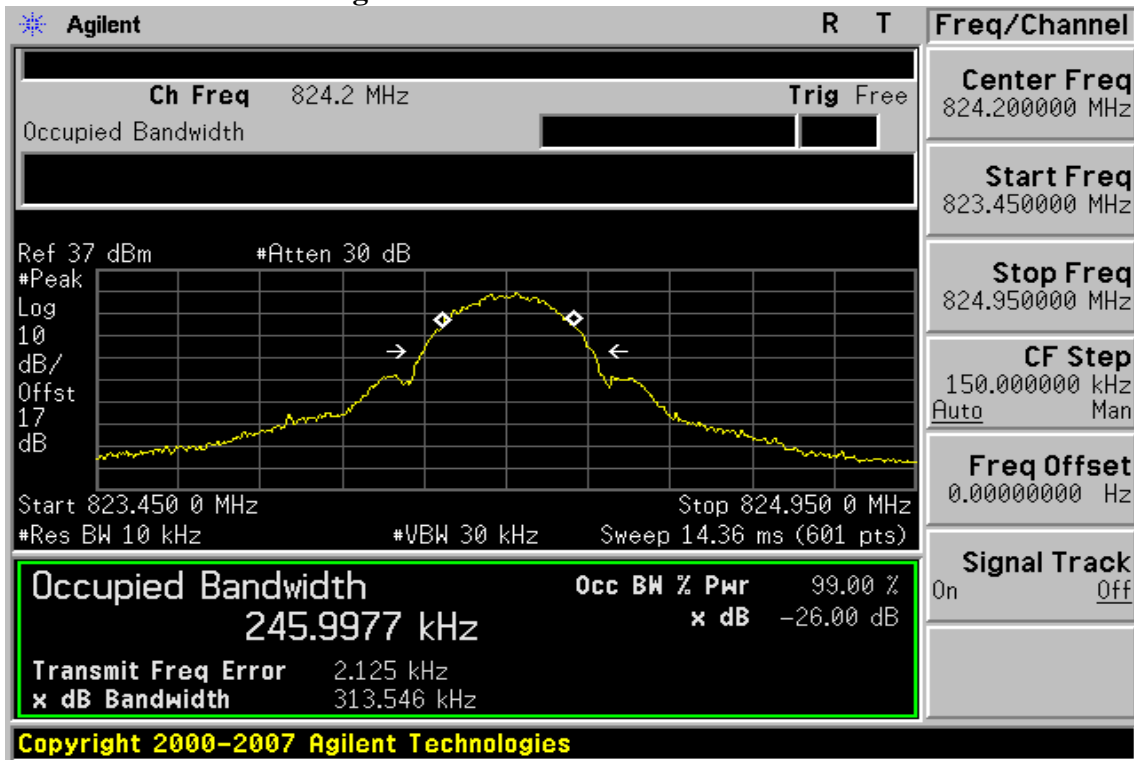 Agilent R T Freq/Channel
Ch Freq 824.2 MHz Trig Free
Occupied Bandwidth
Center Freq
824.200000 MHz
Start Freq
823.450000 MHz
Stop Freq
824.950000 MHz
CF Step
150.000000 kHz
Auto Man
Freq Offset
0.00000000 Hz
Signal Track
On Off
Ref 37 dBm #Atten 30 dB
#Peak
Log
10
dB/
Offst
17
dB
Start 823.450 0 MHz Stop 824.950 0 MHz
#Res BW 10 kHz #VBW 30 kHz Sweep 14.36 ms (601 pts)
Occupied Bandwidth Occ BW % Pwr 99.00 %
245.9977 kHz x dB -26.00 dB
Transmit Freq Error 2.125 kHz
x dB Bandwidth 313.546 kHz
Copyright 2000-2007 Agilent Technologies